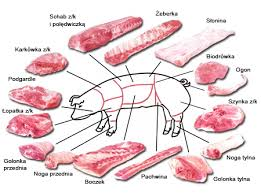 Schab z/k
i polędwiczką
Żeberka
Słonina
Karkówka z/k
Biodrówka
Podgardle
Ogon
Łopatka z/k
Szynka z/k
Golonka
przednia
Noga przednia
Boczek
Pachwina
Golonka tylna
Noga tylna